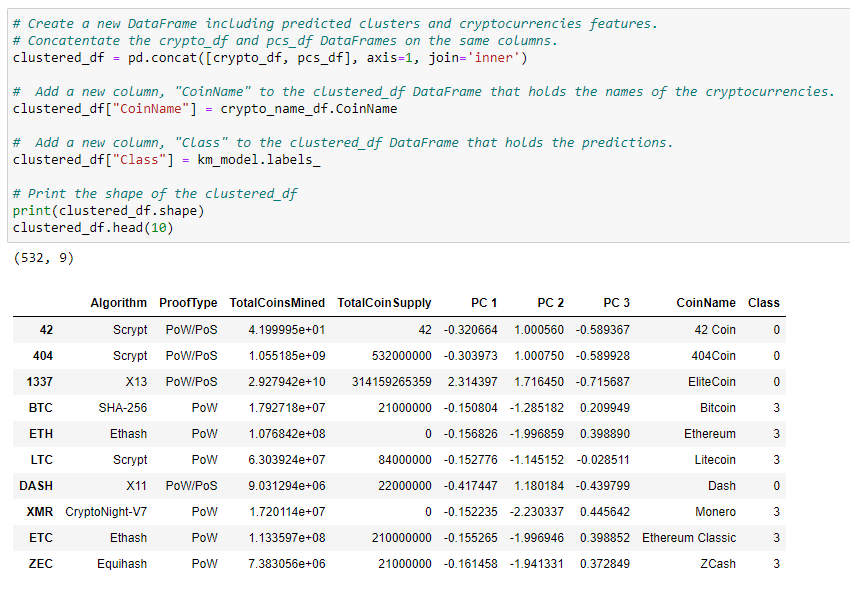 # Create a new DataFrame including predicted clusters and cryptocurrencies features.
# Concatentate the crypto_df and pcs_df DataFrames on the same columns.
clustered_df = pd.concat([crypto_df, pcs_df], axis=1, join='inner')
#  Add a new column, "CoinName" to the clustered_df DataFrame that holds the names of the cryptocurrencies.
clustered_df["CoinName"] = crypto_name_df.CoinName
#  Add a new column, "Class" to the clustered_df DataFrame that holds the predictions.
clustered_df["Class"] = km_model.labels_
# Print the shape of the clustered_df
print(clustered_df.shape)
clustered_df.head(10)
(532, 9)
Algorithm ProofType TotalCoinsMined TotalCoinSupply PC 1 PC 2 PC 3 CoinName Class
42 Scrypt PoW/PoS 4.199995e+01 42 -0.320664 1.000560 -0.589367 42 Coin 0
404 Scrypt PoW/PoS 1.055185e+09 532000000 -0.303973 1.000750 -0.589928 404Coin 0
1337 X13 PoW/PoS 2.927942e+10 314159265359 2.314397 1.716450 -0.715687 EliteCoin 0
BTC SHA-256 PoW 1.792718e+07 21000000 -0.150804 -1.285182 0.209949 Bitcoin 3
ETH Ethash PoW 1.076842e+08 0 -0.156826 -1.996859 0.398890 Ethereum 3
LTC Scrypt PoW 6.303924e+07 84000000 -0.152776 -1.145152 -0.028511 Litecoin 3
DASH X11 PoW/PoS 9.031294e+06 22000000 -0.417447 1.180184 -0.439799 Dash 0
XMR CryptoNight-V7 PoW 1.720114e+07 0 -0.152235 -2.230337 0.445642 Monero 3
ETC Ethash PoW 1.133597e+08 210000000 -0.155265 -1.996946 0.398852 Ethereum Classic 3
ZEC Equihash PoW 7.383056e+06 21000000 -0.161458 -1.941331 0.372849 ZCash 3